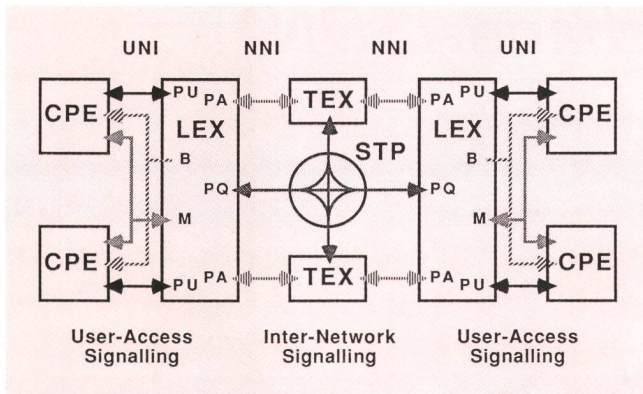 UNI NNI NNI UNI
CPE PU PA TEX PA PU CPE
LEX STP LEX
B B
PQ PQ
M M
CPE PU PA TEX PA PU CPE
User-Access Inter-Network User-Access
Signalling Signalling Signalling